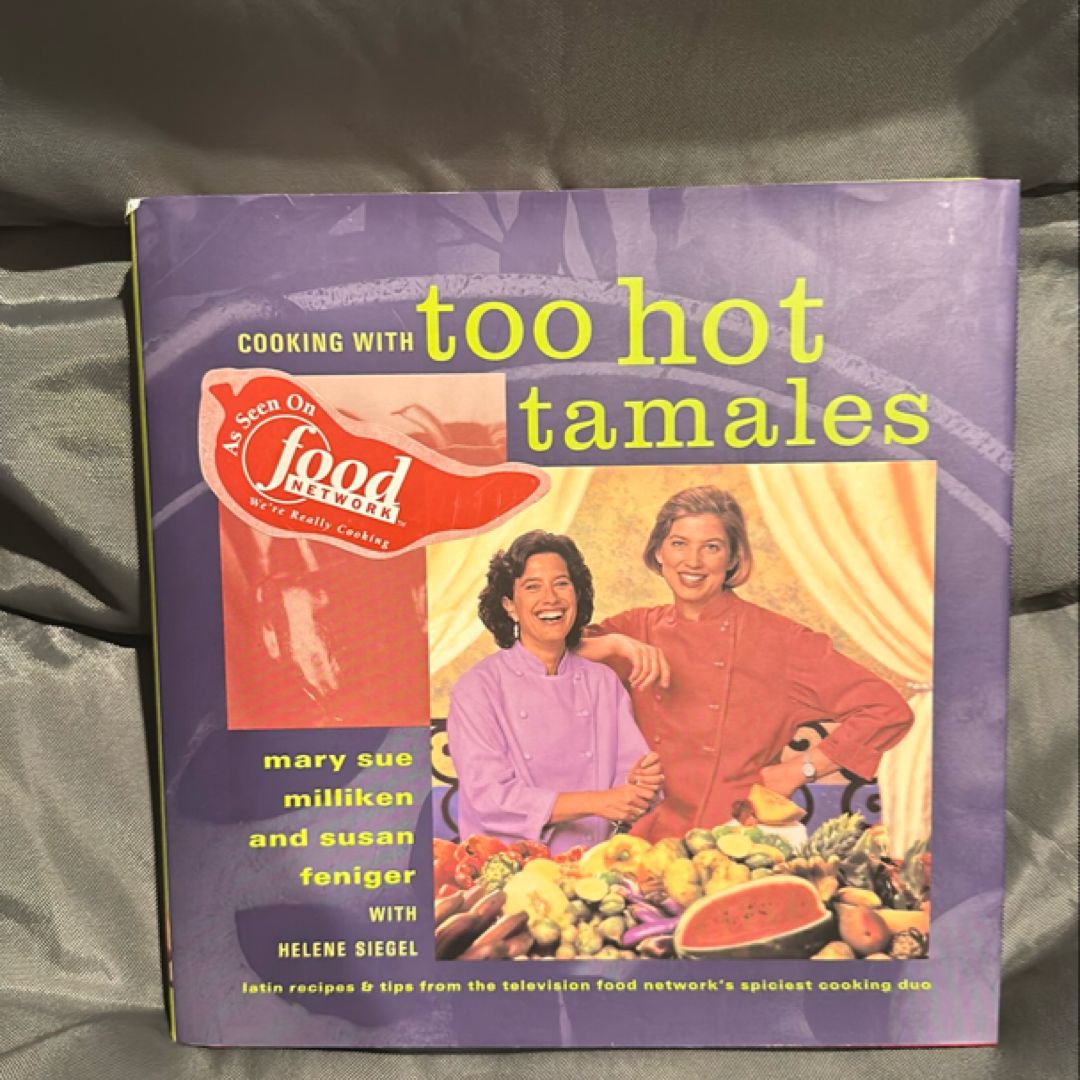 COOKING WITH too hot
tamales
As Seen On
food
NETWORK™
We're Really Cooking
mary sue
milliken
and susan
feniger
WITH
HELENE SIEGEL
latin recipes & tips from the television food network's spiciest cooking duo